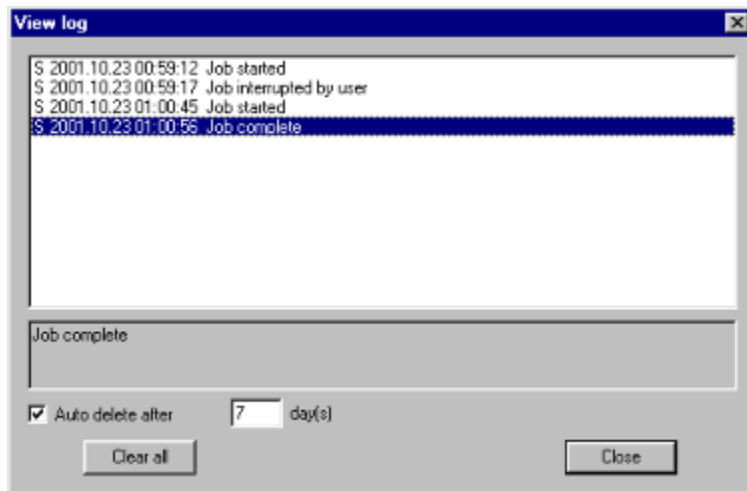 View log
S 2001.10.23 00:59:12 Job started
S 2001.10.23 00:59:17 Job interrupted by user
S 2001.10.23 01:00:45 Job started
S 2001.10.23 01:00:56 Job complete
Job complete
Auto delete after 7 day(s)
Clear all Close